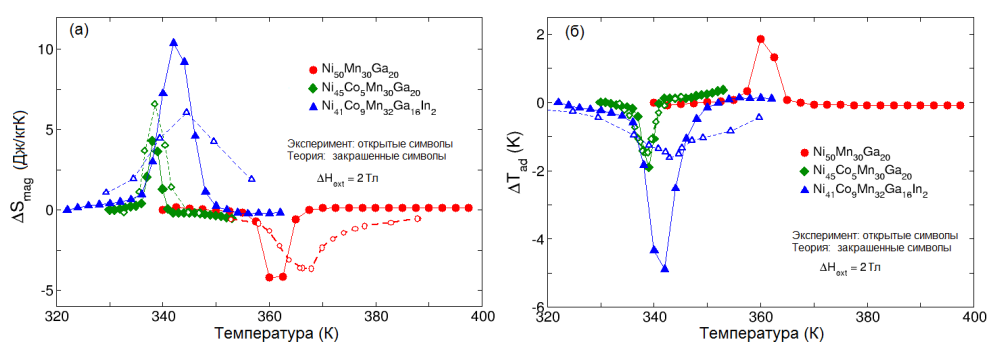 (а)
ΔSmag (Дж/кгК)
10
5
0
-5
Ni50Mn30Ga20
Ni45Co5Mn30Ga20
Ni41Co9Mn32Ga16In2
Эксперимент: открытые символы
Теория: закрашенные символы
ΔHext = 2 Тл
320 340 360 380 400
Температура (К)
(б)
ΔTad (К)
2
0
-2
-4
-6
Ni50Mn30Ga20
Ni45Co5Mn30Ga20
Ni41Co9Mn32Ga16In2
Эксперимент: открытые символы
Теория: закрашенные символы
ΔHext = 2 Тл
320 340 360 380 400
Температура (К)